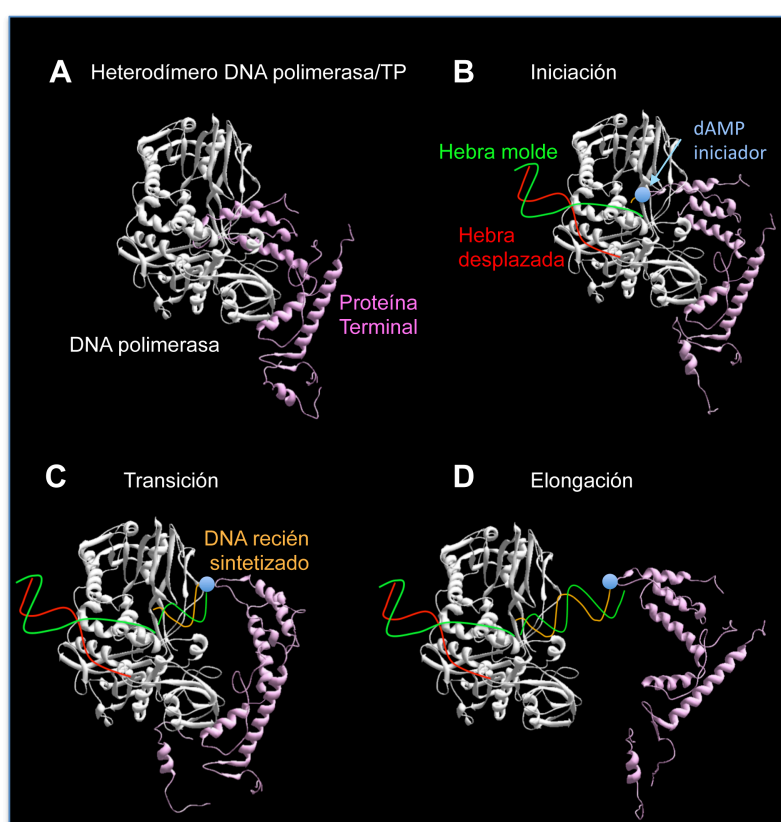 A
Heterodímero DNA polimerasa/TP
DNA polimerasa
Proteína
Terminal
B
Iniciación
Hebra molde
dAMP
iniciador
Hebra
desplazada
C
Transición
DNA recién
sintetizado
D
Elongación